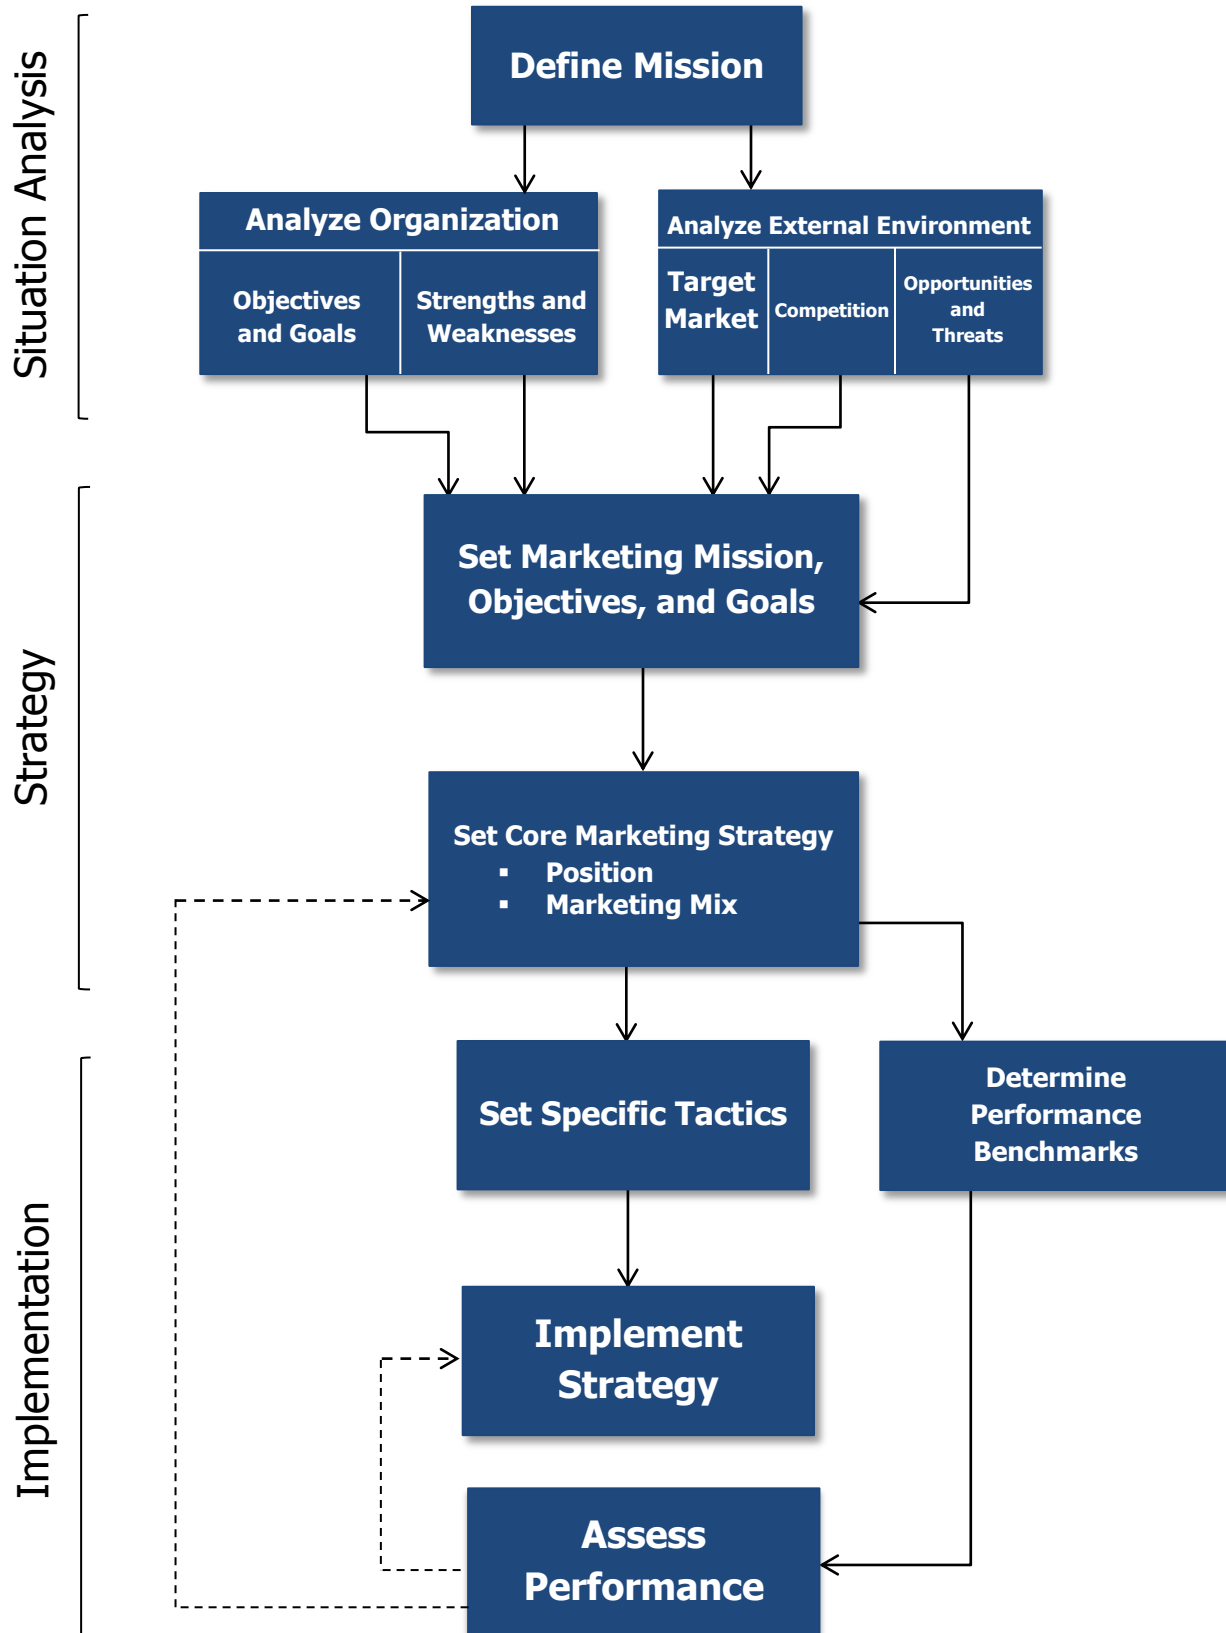 Situation Analysis
Define Mission
Analyze Organization
Objectives
and Goals
Strengths and
Weaknesses
Analyze External Environment
Target
Market
Competition
Opportunities
and
Threats
Strategy
Set Marketing Mission,
Objectives, and Goals
Set Core Marketing Strategy
▪ Position
▪ Marketing Mix
Implementation
Set Specific Tactics
Determine
Performance
Benchmarks
Implement
Strategy
Assess
Performance